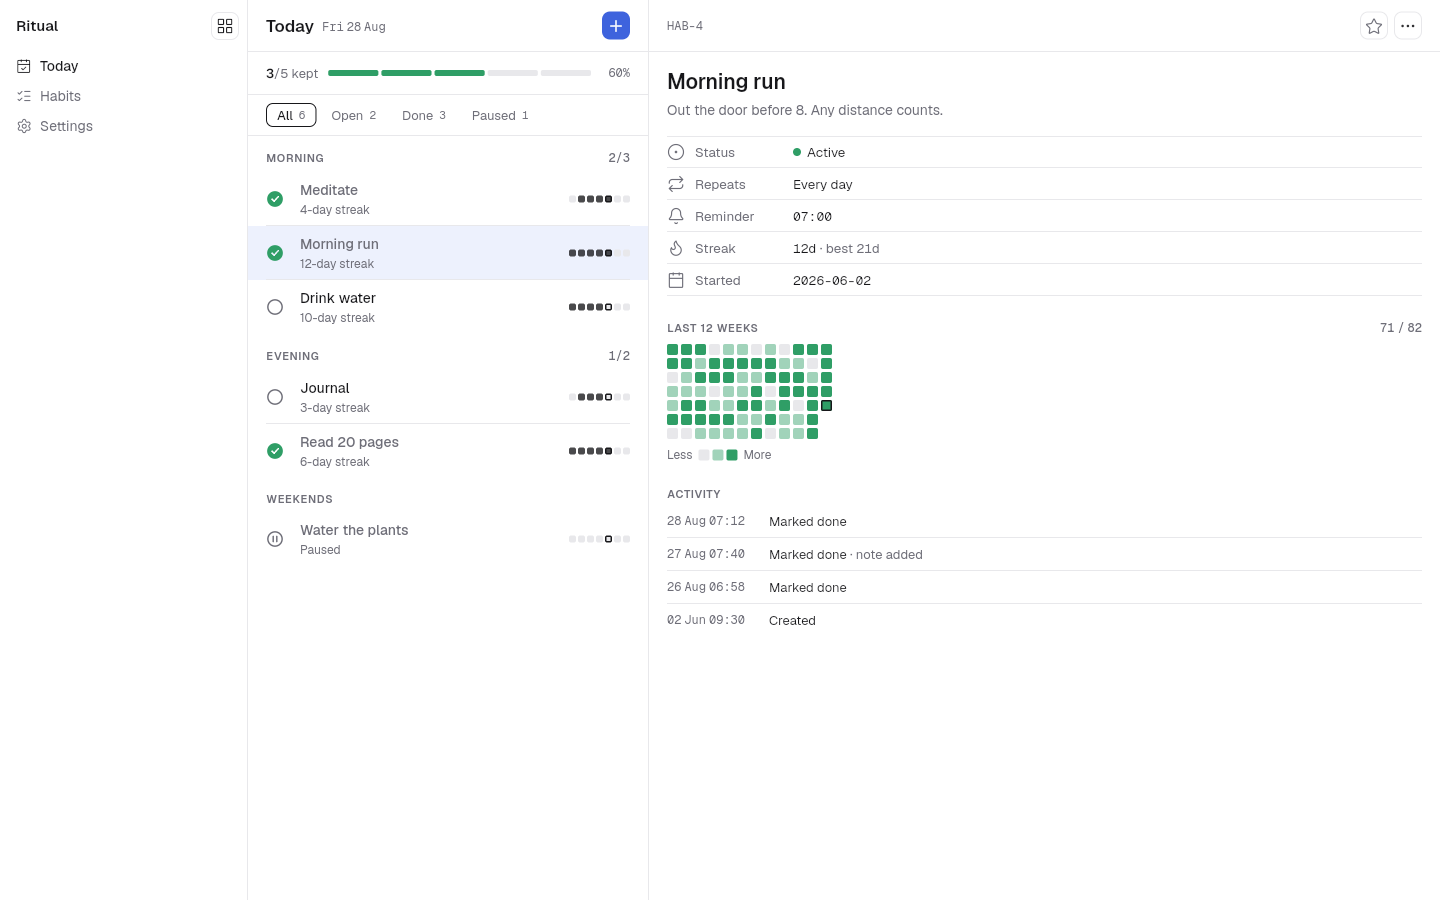 Ritual
Today
Habits
Settings
Today Fri 28 Aug
3/5 kept 60%
All 6 Open 2 Done 3 Paused 1
MORNING 2/3
Meditate
4-day streak
Morning run
12-day streak
Drink water
10-day streak
EVENING 1/2
Journal
3-day streak
Read 20 pages
6-day streak
WEEKENDS
Water the plants
Paused
HAB-4
Morning run
Out the door before 8. Any distance counts.
Status Active
Repeats Every day
Reminder 07:00
Streak 12d · best 21d
Started 2026-06-02
LAST 12 WEEKS 71 / 82
Less More
ACTIVITY
28 Aug 07:12 Marked done
27 Aug 07:40 Marked done · note added
26 Aug 06:58 Marked done
02 Jun 09:30 Created